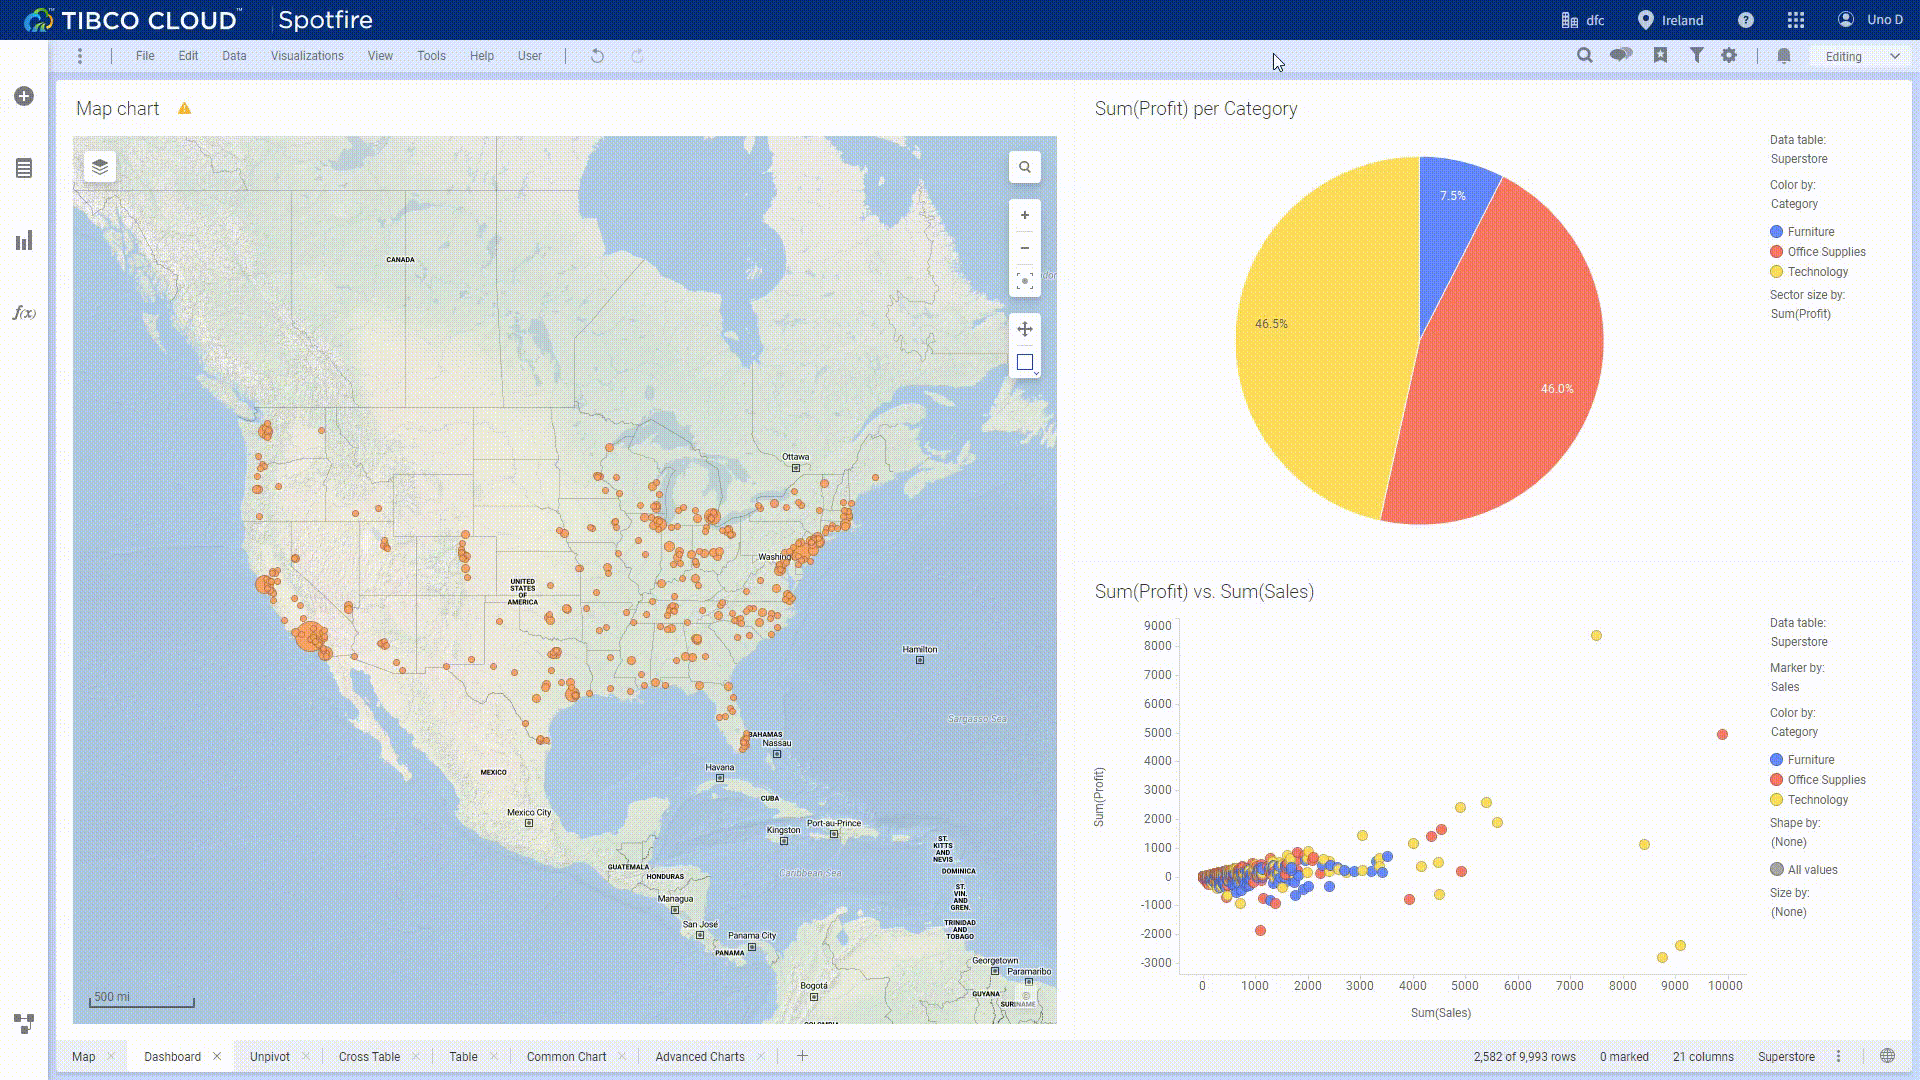 TIBCO CLOUD™ Spotfire
dfc
Ireland
Uno D
File Edit Data Visualizations View Tools Help User
Editing
Map chart
CANADA
Ottawa
Washing
UNITED
STATES
OF
AMERICA
Hamilton
Sargasso Sea
BAHAMAS
Nassau
Havana
MEXICO
CUBA
Mexico City
Kingston
Port-au-Prince
ST.
KITTS
AND
NEVIS
GUATEMALA
HONDURAS
Caribbean Sea
DOMINICA
ST.
VIN.
AND
GREN.
Managua
San José
Panama City
PANAMA
TRINIDAD
AND
TOBAGO
Georgetown
Paramaribo
Bogotá
GUYANA
SURINAME
COLOMBIA
500 mi
Sum(Profit) per Category
7.5%
46.5%
46.0%
Data table:
Superstore
Color by:
Category
Furniture
Office Supplies
Technology
Sector size by:
Sum(Profit)
Sum(Profit) vs. Sum(Sales)
9000
8000
7000
6000
5000
4000
3000
2000
1000
0
-1000
-2000
-3000
Sum(Profit)
0 1000 2000 3000 4000 5000 6000 7000 8000 9000 10000
Sum(Sales)
Data table:
Superstore
Marker by:
Sales
Color by:
Category
Furniture
Office Supplies
Technology
Shape by:
(None)
All values
Size by:
(None)
f(x)
Map Dashboard Unpivot Cross Table Table Common Chart Advanced Charts
2,582 of 9,993 rows 0 marked 21 columns Superstore